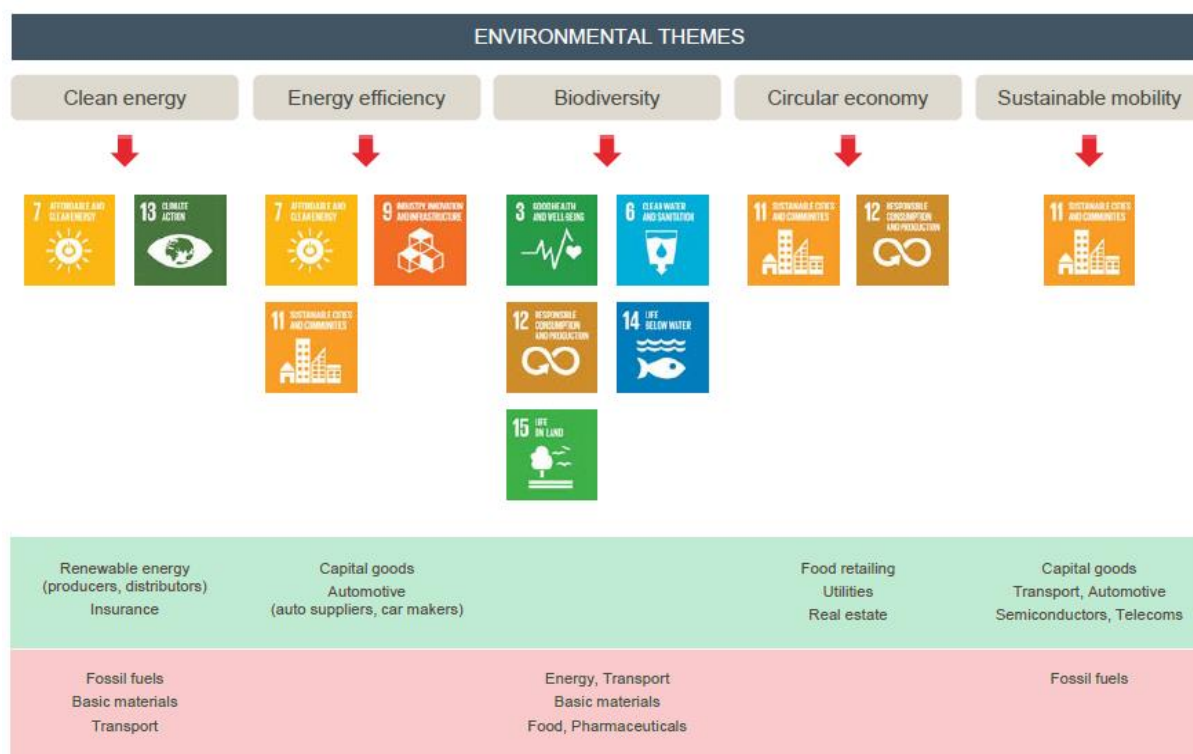 ENVIRONMENTAL THEMES
Clean energy
Energy efficiency
Biodiversity
Circular economy
Sustainable mobility
7 AFFORDABLE AND
CLEAN ENERGY
13 CLIMATE
ACTION
7 AFFORDABLE AND
CLEAN ENERGY
9 INDUSTRY, INNOVATION
AND INFRASTRUCTURE
3 GOOD HEALTH
AND WELL-BEING
6 CLEAN WATER
AND SANITATION
11 SUSTAINABLE CITIES
AND COMMUNITIES
12 RESPONSIBLE
CONSUMPTION
AND PRODUCTION
11 SUSTAINABLE CITIES
AND COMMUNITIES
11 SUSTAINABLE CITIES
AND COMMUNITIES
12 RESPONSIBLE
CONSUMPTION
AND PRODUCTION
14 LIFE
BELOW WATER
15 LIFE
ON LAND
Renewable energy
(producers, distributors)
Insurance
Capital goods
Automotive
(auto suppliers, car makers)
Food retailing
Utilities
Real estate
Capital goods
Transport, Automotive
Semiconductors, Telecoms
Fossil fuels
Basic materials
Transport
Energy, Transport
Basic materials
Food, Pharmaceuticals
Fossil fuels